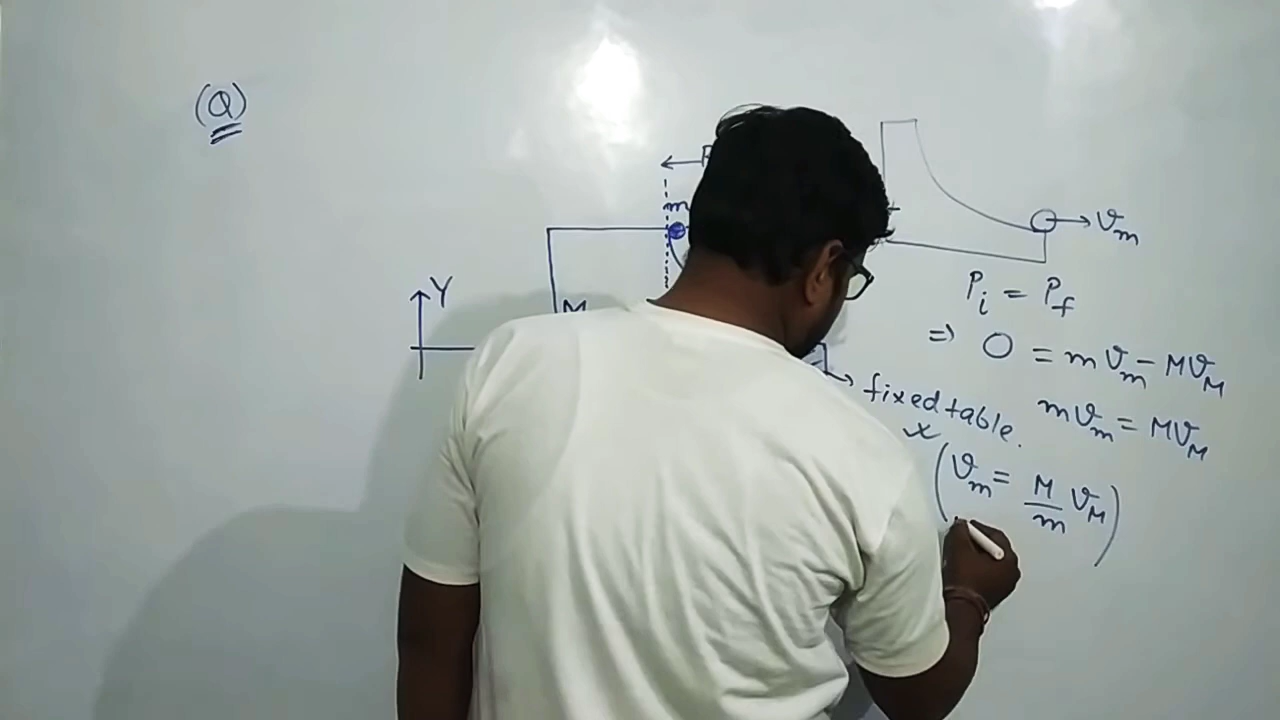 (Q)
m
M
Y
v_m
P_i = P_f
=> 0 = m v_m - M v_M
fixed table.
m v_m = M v_M
x
(v_m = M/m v_M)